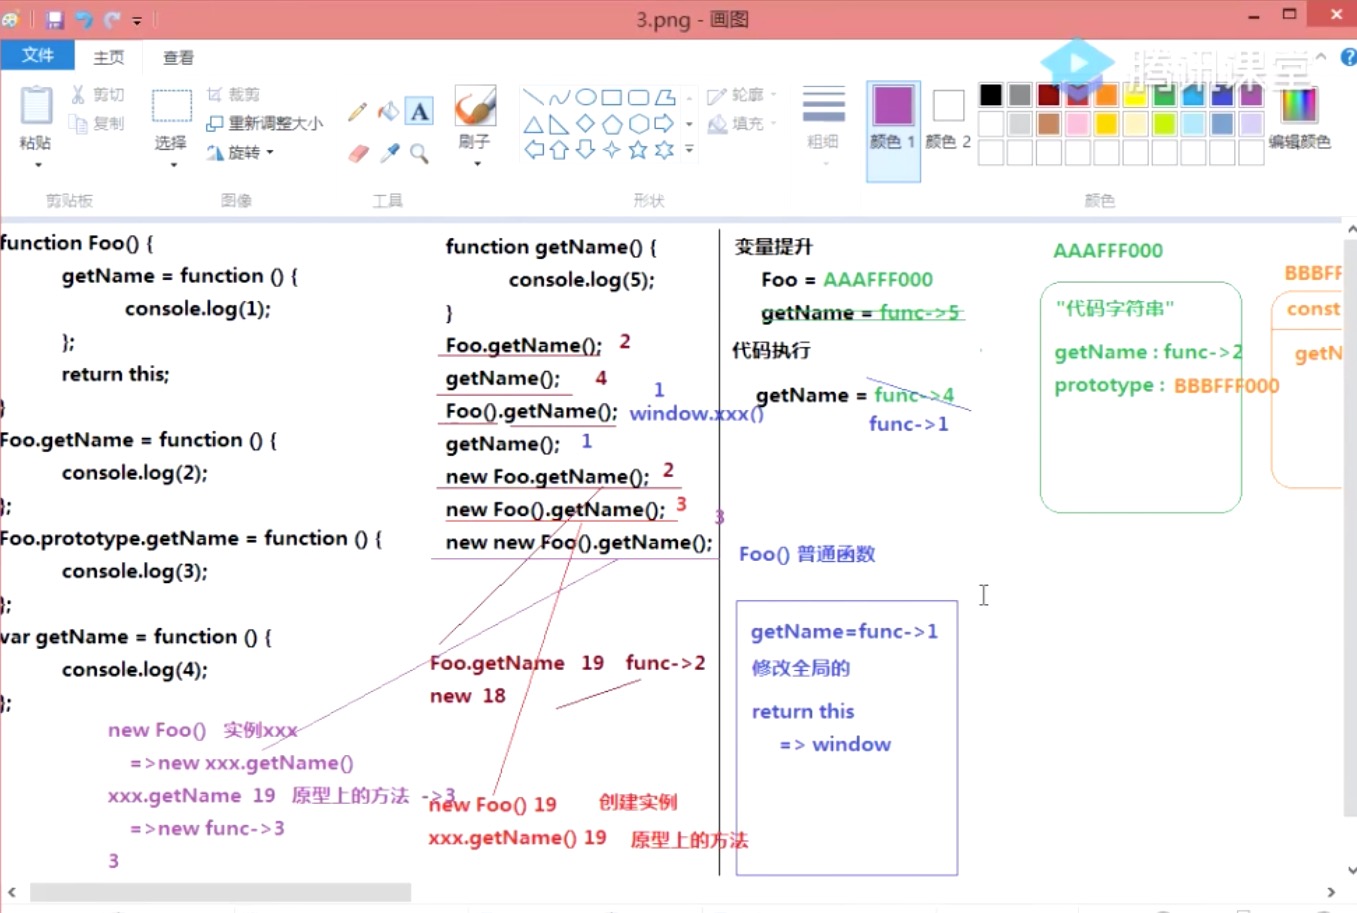 3.png - 画图
文件 主页 查看
腾讯课堂
粘贴
剪切
复制
剪贴板
选择
裁剪
重新调整大小
旋转
图像
A
工具
刷子
形状
轮廓
填充
粗细
颜色 1
颜色 2
编辑颜色
颜色
function Foo() {
getName = function () {
console.log(1);
};
return this;
}
Foo.getName = function () {
console.log(2);
};
Foo.prototype.getName = function () {
console.log(3);
};
var getName = function () {
console.log(4);
};
function getName() {
console.log(5);
}
Foo.getName(); 2
getName(); 4
Foo().getName(); 1 window.xxx()
getName(); 1
new Foo.getName(); 2
new Foo().getName(); 3
new new Foo().getName(); 3
Foo.getName 19 func->2
new 18
new Foo() 实例xxx
=>new xxx.getName()
xxx.getName 19 原型上的方法 ->3
=>new func->3
3
new Foo() 19 创建实例
xxx.getName() 19 原型上的方法
变量提升
Foo = AAAFFF000
getName = func->5
代码执行
getName = func->4
func->1
Foo() 普通函数
getName=func->1
修改全局的
return this
=> window
AAAFFF000
"代码字符串"
getName : func->2
prototype : BBBFFF000
BBBFF
const
getN